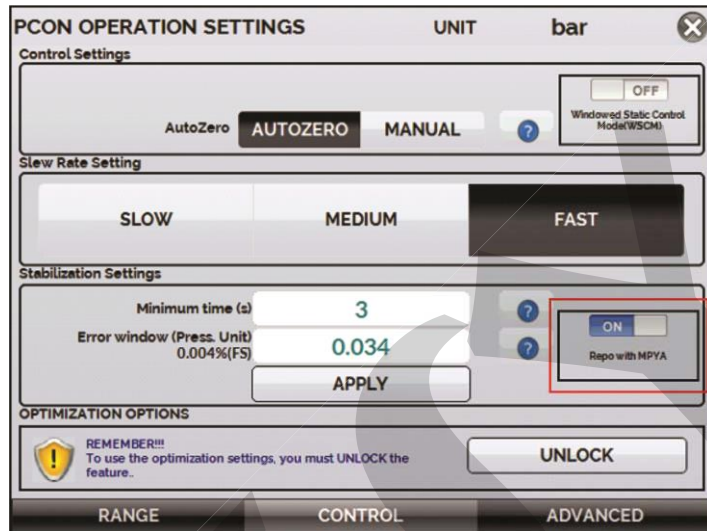 PCON OPERATION SETTINGS UNIT bar
Control Settings
OFF
Windowed Static Control
Mode(WSCM)
AutoZero AUTOZERO MANUAL ?
Slew Rate Setting
SLOW MEDIUM FAST
Stabilization Settings
Minimum time (s) 3 ?
Error window (Press. Unit)
0.004%(FS) 0.034 ?
ON
Repo with MPYA
APPLY
OPTIMIZATION OPTIONS
REMEMBER!!!
To use the optimization settings, you must UNLOCK the
feature..
UNLOCK
RANGE CONTROL ADVANCED